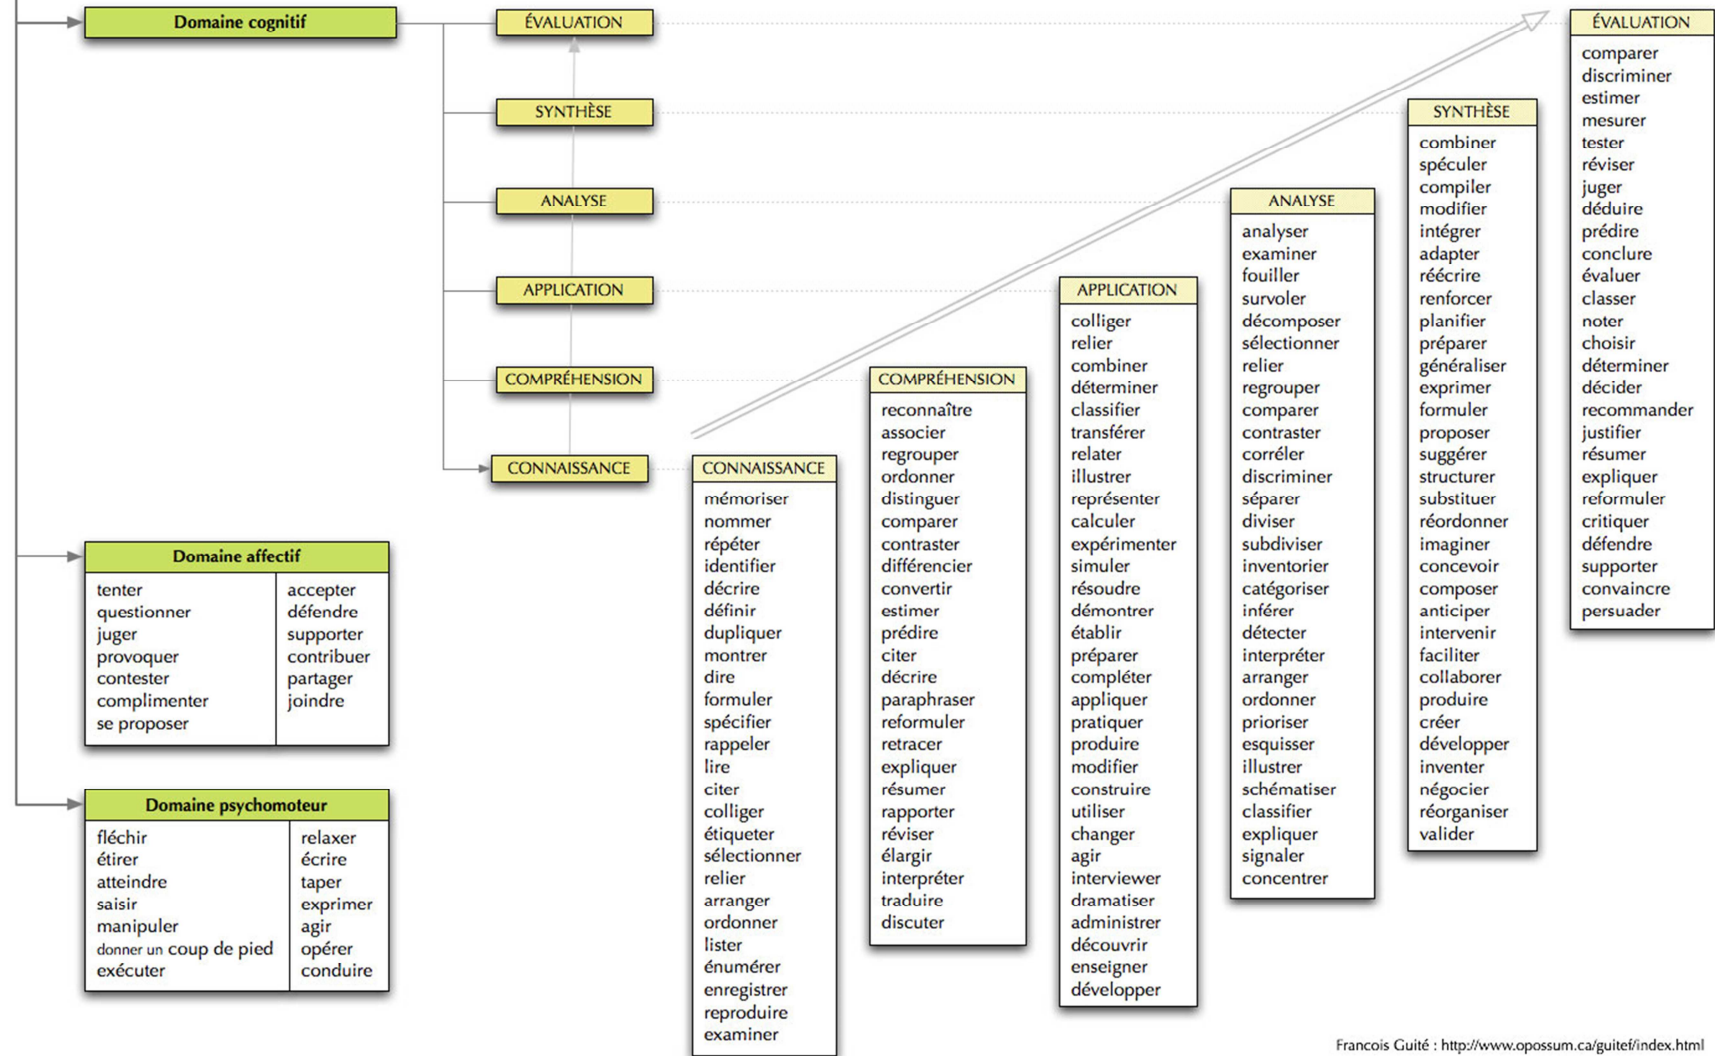 Domaine cognitif
ÉVALUATION
SYNTHÈSE
ANALYSE
APPLICATION
COMPRÉHENSION
CONNAISSANCE
CONNAISSANCE
mémoriser
nommer
répéter
identifier
décrire
définir
dupliquer
montrer
dire
formuler
spécifier
rappeler
lire
citer
colliger
étiqueter
sélectionner
relier
arranger
ordonner
lister
énumérer
enregistrer
reproduire
examiner
COMPRÉHENSION
reconnaître
associer
regrouper
ordonner
distinguer
comparer
contraster
différencier
convertir
estimer
prédire
citer
décrire
paraphraser
reformuler
retracer
expliquer
résumer
rapporter
réviser
élargir
interpréter
traduire
discuter
APPLICATION
colliger
relier
combiner
déterminer
classifier
transférer
relater
illustrer
représenter
calculer
expérimenter
simuler
résoudre
démontrer
établir
préparer
compléter
appliquer
pratiquer
produire
modifier
construire
utiliser
changer
agir
interviewer
dramatiser
administrer
découvrir
enseigner
développer
ANALYSE
analyser
examiner
fouiller
survoler
décomposer
sélectionner
relier
regrouper
comparer
contraster
corréler
discriminer
séparer
diviser
subdiviser
inventorier
catégoriser
inférer
détecter
interpréter
arranger
ordonner
prioriser
esquisser
illustrer
schématiser
classifier
expliquer
signaler
concentrer
SYNTHÈSE
combiner
spéculer
compiler
modifier
intégrer
adapter
réécrire
renforcer
planifier
préparer
généraliser
exprimer
formuler
proposer
suggérer
structurer
substituer
réordonner
imaginer
concevoir
composer
anticiper
intervenir
faciliter
collaborer
produire
créer
développer
inventer
négocier
réorganiser
valider
ÉVALUATION
comparer
discriminer
estimer
mesurer
tester
réviser
juger
déduire
prédire
conclure
évaluer
classer
noter
choisir
déterminer
décider
recommander
justifier
résumer
expliquer
reformuler
critiquer
défendre
supporter
convaincre
persuader
Domaine affectif
tenter
questionner
juger
provoquer
contester
complimenter
se proposer
accepter
défendre
supporter
contribuer
partager
joindre
Domaine psychomoteur
fléchir
étirer
atteindre
saisir
manipuler
donner un coup de pied
exécuter
relaxer
écrire
taper
exprimer
agir
opérer
conduire
Francois Guité : http://www.opossum.ca/guitef/index.html